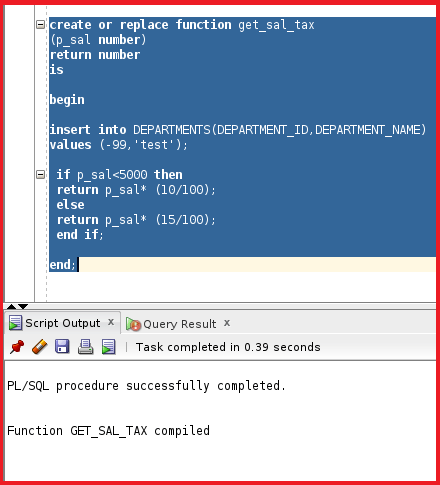 create or replace function get_sal_tax
(p_sal number)
return number
is
begin
insert into DEPARTMENTS(DEPARTMENT_ID,DEPARTMENT_NAME)
values (-99,'test');
if p_sal<5000 then
return p_sal* (10/100);
else
return p_sal* (15/100);
end if;
end;
Script Output x Query Result x
Task completed in 0.39 seconds
PL/SQL procedure successfully completed.
Function GET_SAL_TAX compiled